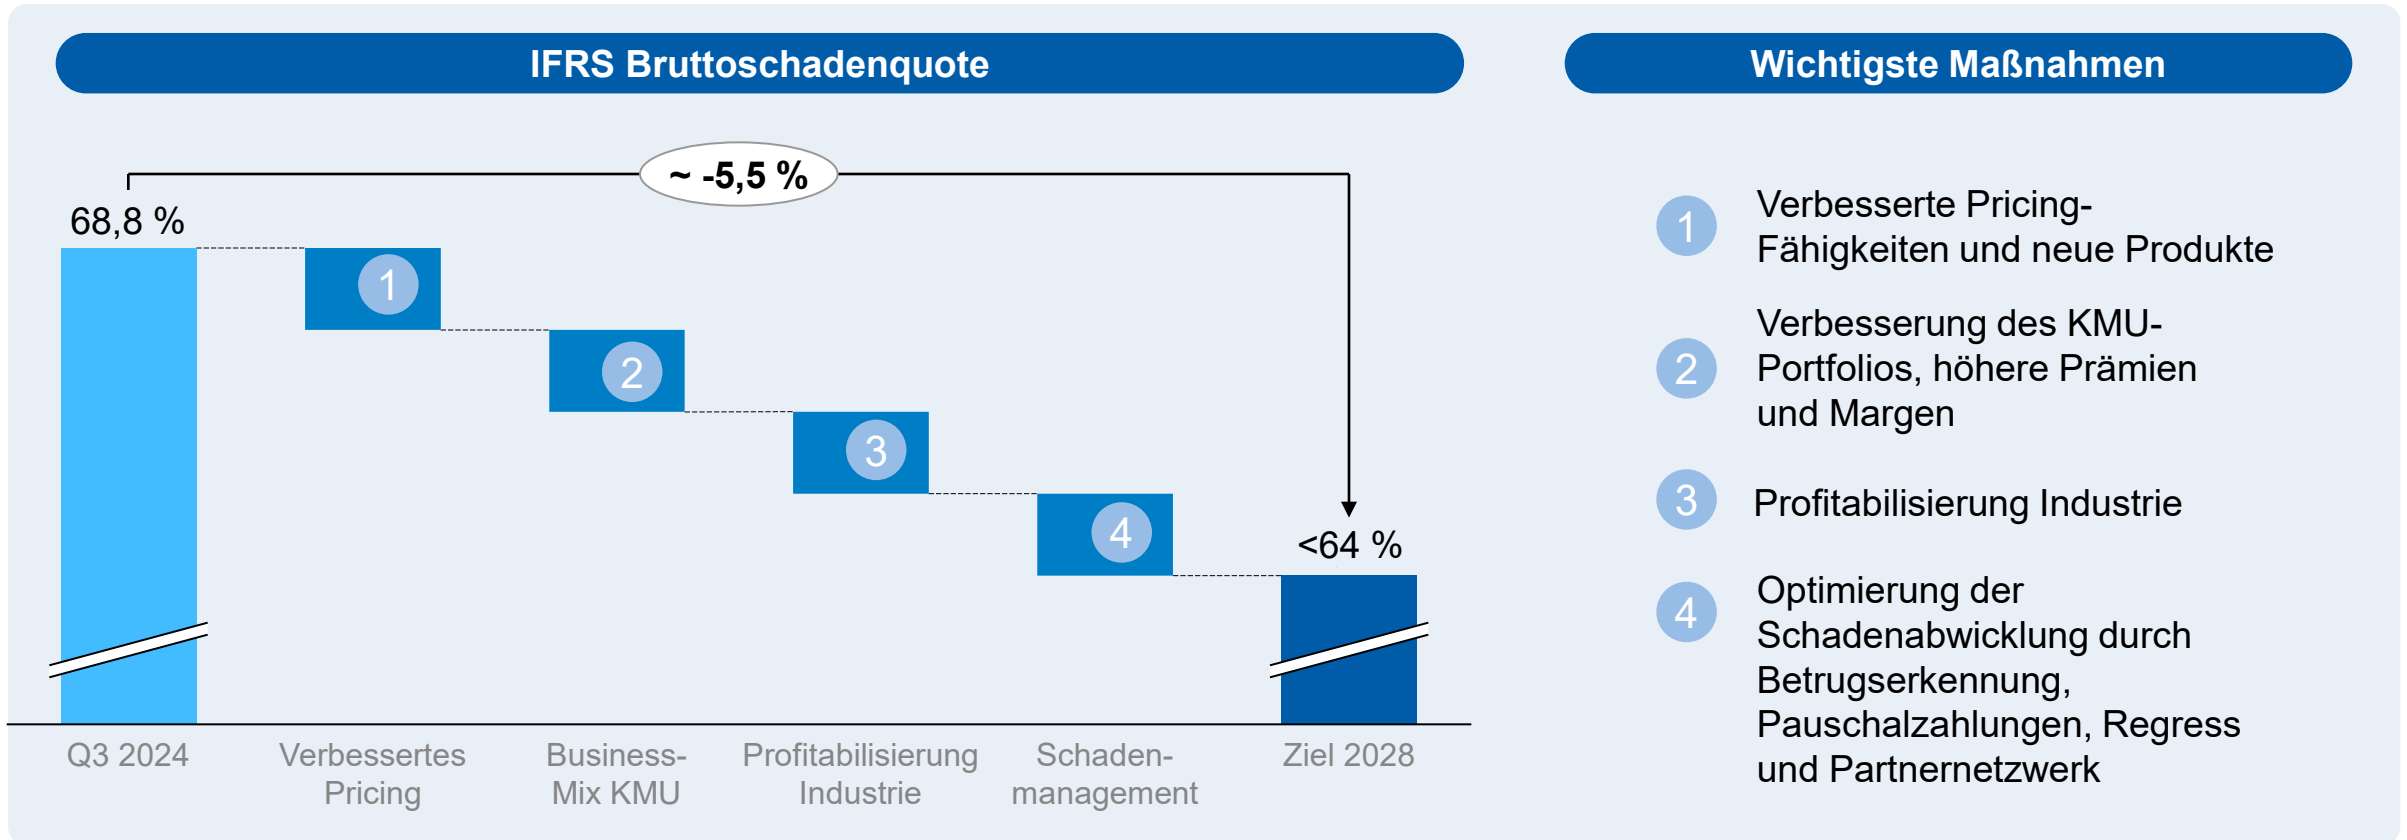 IFRS Bruttoschadenquote
~ -5,5 %
68,8 %
1
2
3
4
<64 %
Q3 2024
Verbessertes
Pricing
Business-
Mix KMU
Profitabilisierung
Industrie
Schaden-
management
Ziel 2028
Wichtigste Maßnahmen
1
Verbesserte Pricing-
Fähigkeiten und neue Produkte
2
Verbesserung des KMU-
Portfolios, höhere Prämien
und Margen
3
Profitabilisierung Industrie
4
Optimierung der
Schadenabwicklung durch
Betrugserkennung,
Pauschalzahlungen, Regress
und Partnernetzwerk